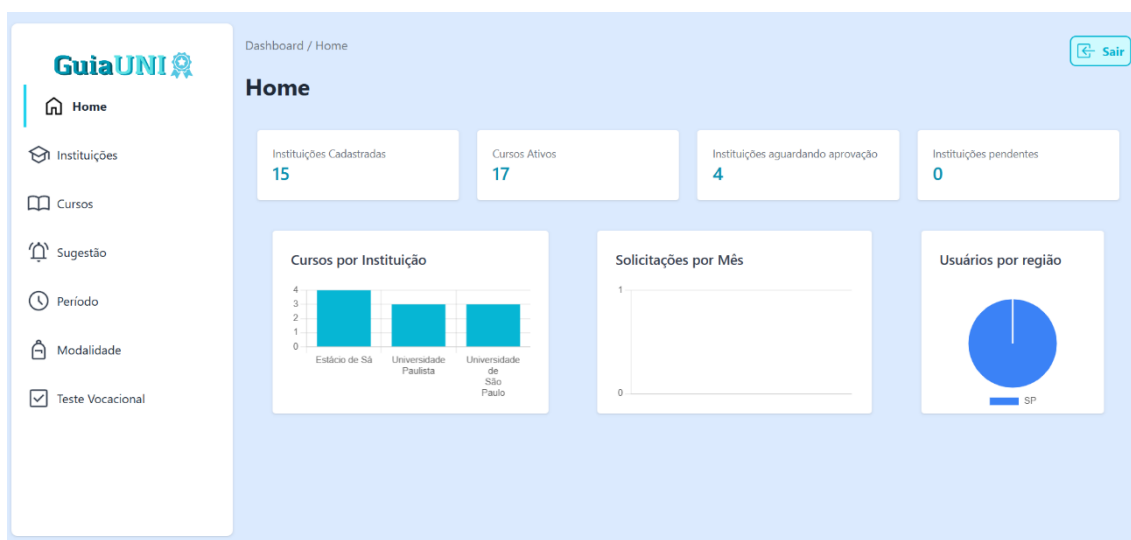 GuiaUNI
Home
Instituições
Cursos
Sugestão
Período
Modalidade
Teste Vocacional
Dashboard / Home
Sair
Home
Instituições Cadastradas
15
Cursos Ativos
17
Instituições aguardando aprovação
4
Instituições pendentes
0
Cursos por Instituição
4
3
2
1
0
Estácio de Sá
Universidade
Paulista
Universidade
de
São
Paulo
Solicitações por Mês
1
0
Usuários por região
SP